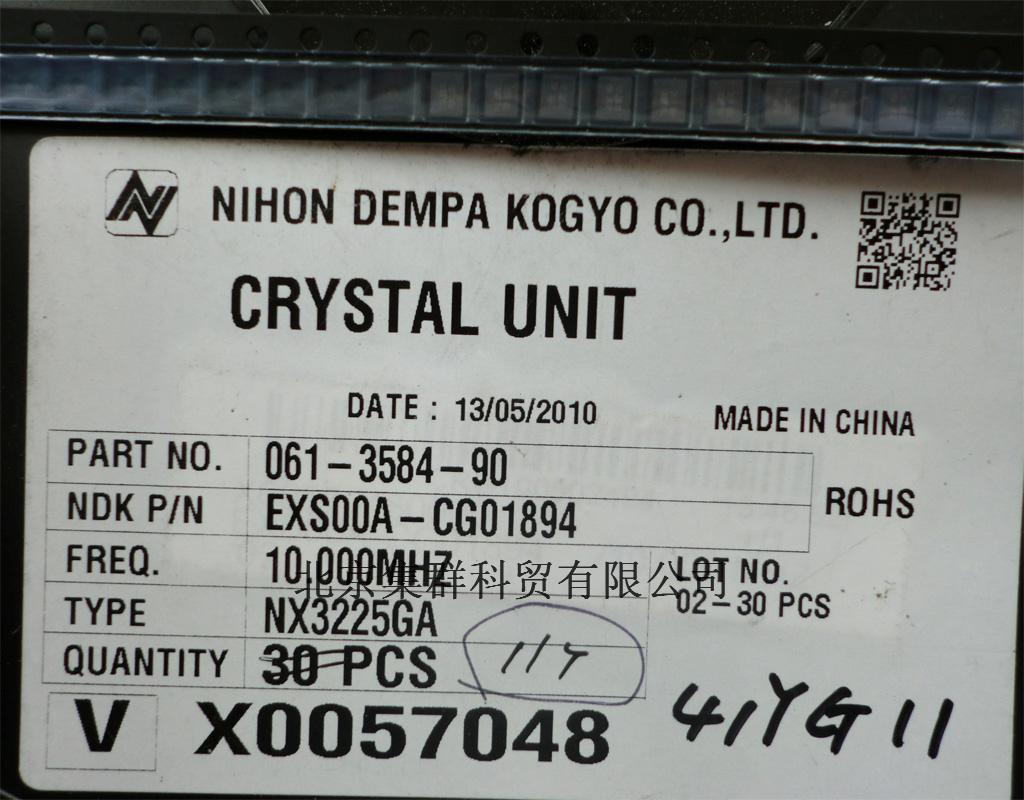 NIHON DEMPA KOGYO CO.,LTD.
CRYSTAL UNIT
DATE : 13/05/2010
MADE IN CHINA
PART NO. 061-3584-90
ROHS
NDK P/N EXS00A-CG01894
FREQ. 10.000MHZ
LOT NO.
北京集群科贸有限公司
02-30 PCS
TYPE NX3225GA
QUANTITY 30 PCS
V X0057048
41YG11